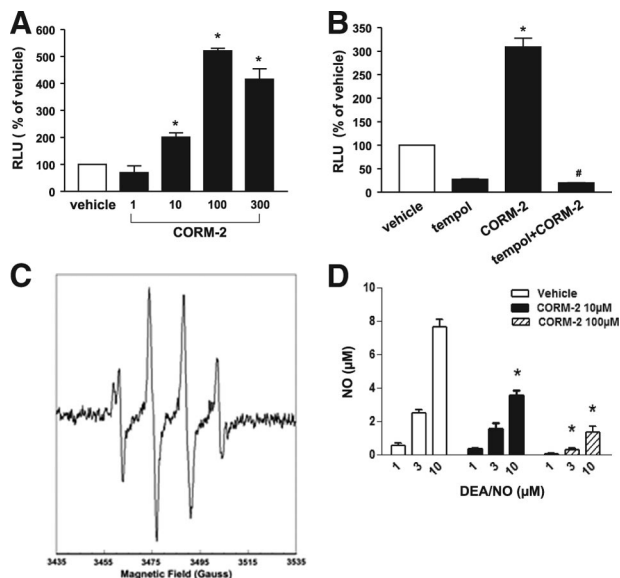 A
RLU ( % of vehicle)
600
500
400
300
200
100
0
*
*
*
vehicle
1
10
100
300
CORM-2
B
RLU (% of vehicle)
350
300
250
200
150
100
50
0
*
#
vehicle
tempol
CORM-2
tempol+CORM-2
C
3435
3455
3475
3495
3515
3535
Magnetic Field (Gauss)
D
NO (µM)
10
8
6
4
2
0
Vehicle
CORM-2 10µM
CORM-2 100µM
*
*
*
1
3
10
1
3
10
1
3
10
DEA/NO (µM)